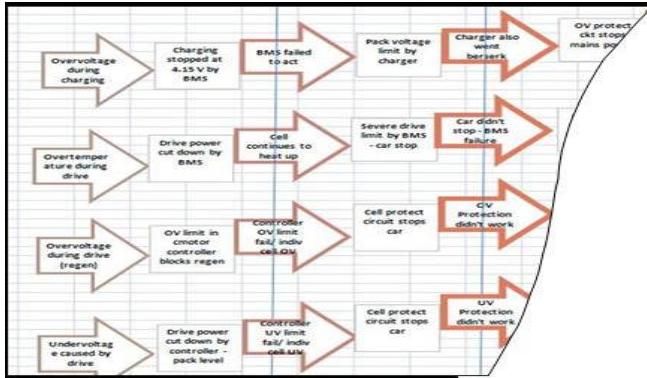 Overvoltage
during
charging
Charging
stopped at
4.15 V by
BMS
BMS failed
to act
Pack voltage
limit by
charger
Charger also
went
berserk
OV protect
ckt stops
mains
Overtemper
ature during
drive
Drive power
cut down by
BMS
Cell
continues to
heat up
Severe drive
limit by BMS
- car stop
Car didn't
stop - BMS
failure
Overvoltage
during drive
(regen)
OV limit in
cmotor
controller
blocks regen
Controller
OV limit
fail/ indiv
cell OV
Cell protect
circuit stops
car
OV
Protection
didn't work
Undervoltag
e caused by
drive
Drive power
cut down by
controller -
pack level
Controller
UV limit
fail/ indiv
cell UV
Cell protect
circuit stops
car
UV
Protection
didn't work